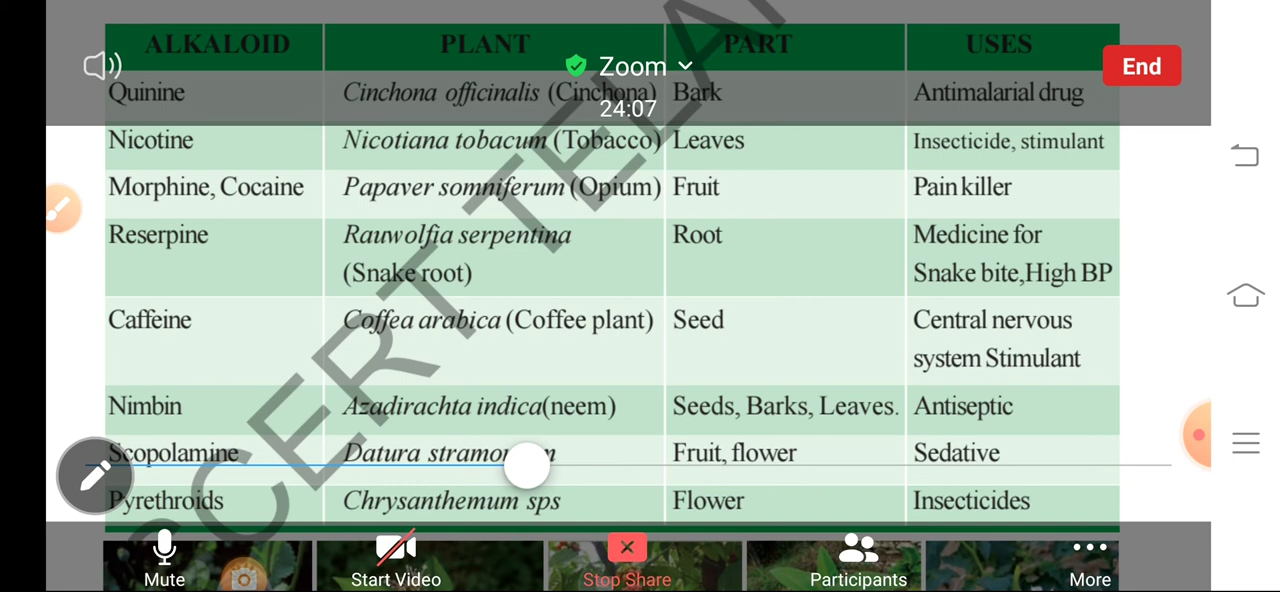 ALKALOID PLANT PART USES
Zoom
End
24:07
Quinine Cinchona officinalis (Cinchona) Bark Antimalarial drug
Nicotine Nicotiana tobacum (Tobacco) Leaves Insecticide, stimulant
Morphine, Cocaine Papaver somniferum (Opium) Fruit Pain killer
Reserpine Rauwolfia serpentina Root Medicine for
(Snake root) Snake bite,High BP
Caffeine Coffea arabica (Coffee plant) Seed Central nervous
system Stimulant
Nimbin Azadirachta indica(neem) Seeds, Barks, Leaves. Antiseptic
Scopolamine Datura Fruit, flower Sedative
Pyrethroids Chrysanthemum sps Flower Insecticides
SCERT
Mute Start Video Stop Share Participants More